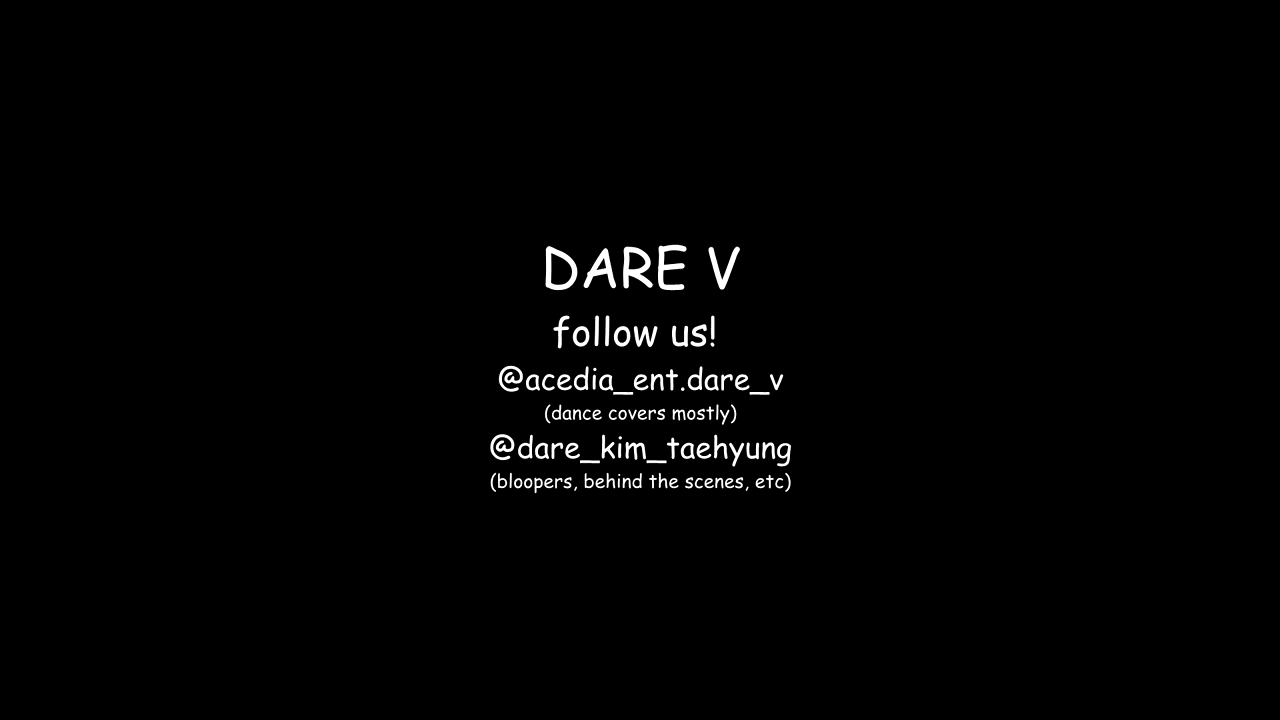 DARE V
follow us!
@acedia_ent.dare_v
(dance covers mostly)
@dare_kim_taehyung
(bloopers, behind the scenes, etc)